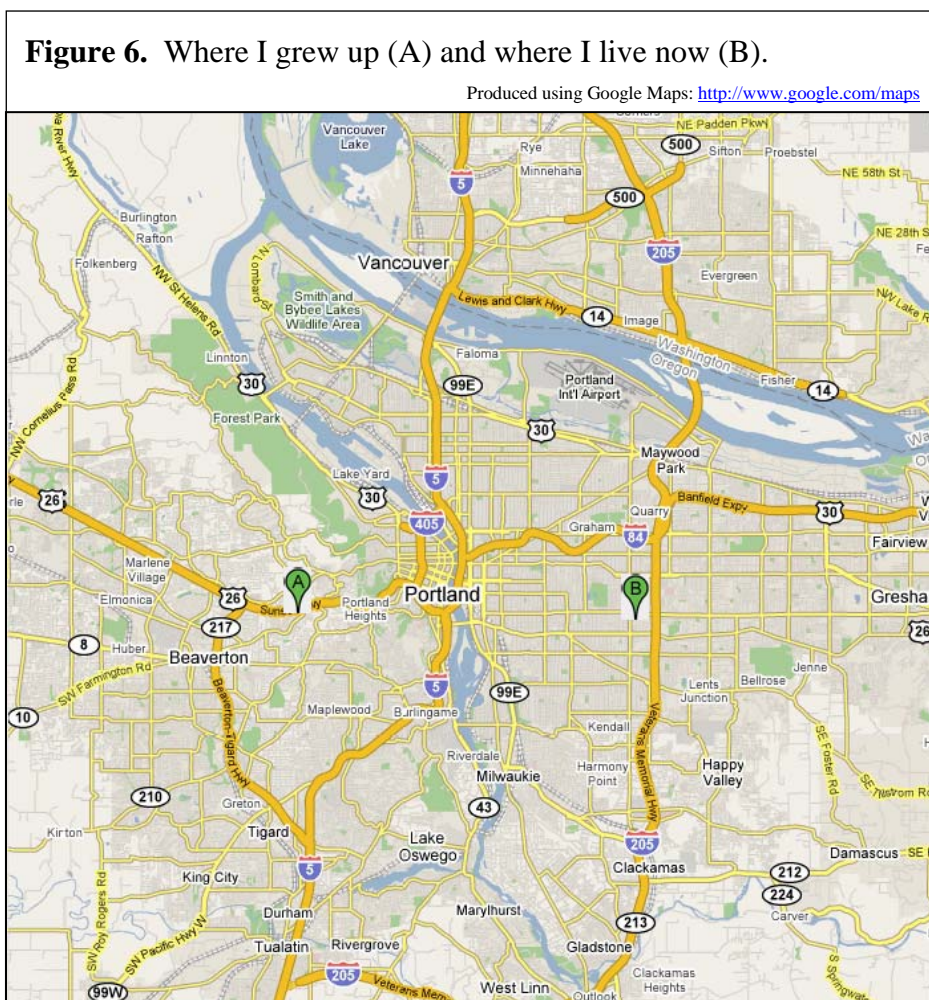 Figure 6. Where I grew up (A) and where I live now (B).
Produced using Google Maps: http://www.google.com/maps
NE Padden Pkwy
Vancouver
Lake
Rye
500
Sifton
Proebstel
Minnehaha
NE 58th St
5
500
Burlington
Rafton
NE 28th S
Folkenberg
N Lombard St
205
Vancouver
Evergreen
NW St Helens Rd
Smith and
Bybee Lakes
Wildlife Area
Lewis and Clark Hwy
14
Image
NW Lake R
Washington
Oregon
Linnton
Faloma
30
99E
Portland
Int'l Airport
Fisher
14
NW Cornelius Pass Rd
Forest Park
30
Maywood
Park
Lake Yard
5
26
30
Banfield Expy
405
Graham
Quarry
30
84
Fairview
Marlene
Village
A
B
Elmonica
26
Portland
Heights
Portland
Gresha
217
8
Huber
Beaverton
26
SW Farmington Rd
5
99E
Jenne
Bellrose
10
Maplewood
Burlingame
Lents
Junction
Beaverton-Tigard Hwy
Kendall
Veterans Memorial Hwy
Riverdale
Milwaukie
Harmony
Point
Happy
Valley
SE Foster Rd
210
Greton
43
Kirton
Tigard
Lake
Oswego
205
5
Clackamas
Damascus
King City
212
224
Carver
Durham
Marylhurst
SW Roy Rogers Rd
SW Pacific Hwy W
213
Tualatin
Rivergrove
Gladstone
205
Clackamas
Heights
99W
West Linn
Outlook